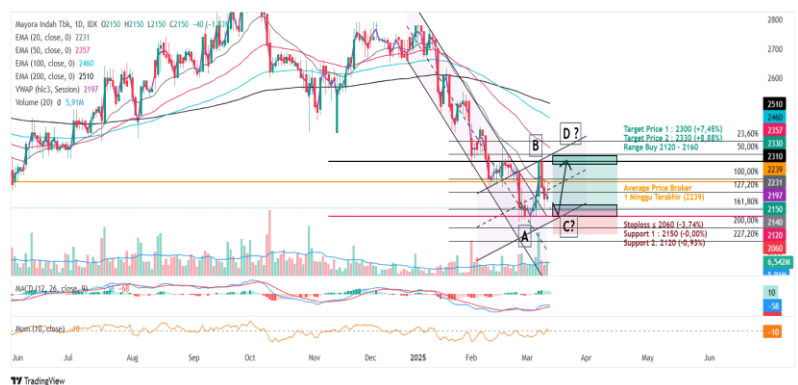 Mayora Indah Tbk, 1D, IDX O2150 H2150 L2150 C2150 −40 (−1,83%)
EMA (20, close, 0) 2231
EMA (50, close, 0) 2357
EMA (100, close, 0) 2460
EMA (200, close, 0) 2510
VWAP (hlc3, Session) 2197
Volume (20) 0 5,91M
2800
2700
2600
2510
2460
2357
2330
2310
2239
2231
2197
2150
2140
2120
2060
6,542M
Target Price 1 : 2300 (+7,45%)
Target Price 2 : 2330 (+8,88%)
Range Buy 2120 - 2160
23,60%
50,00%
100,00%
127,20%
161,80%
200,00%
227,20%
B
D ?
A
C?
Average Price Broker
1 Minggu Terakhir (2239)
Stoploss ≤ 2060 (-3,74%)
Support 1 : 2150 (-0,00%)
Support 2 : 2120 (-0,93%)
MACD (12, 26, close, 9) -68
10
-58
Mom (10, close) -10
-10
Jun Jul Aug Sep Oct Nov Dec 2025 Feb Mar Apr May Jun
TradingView